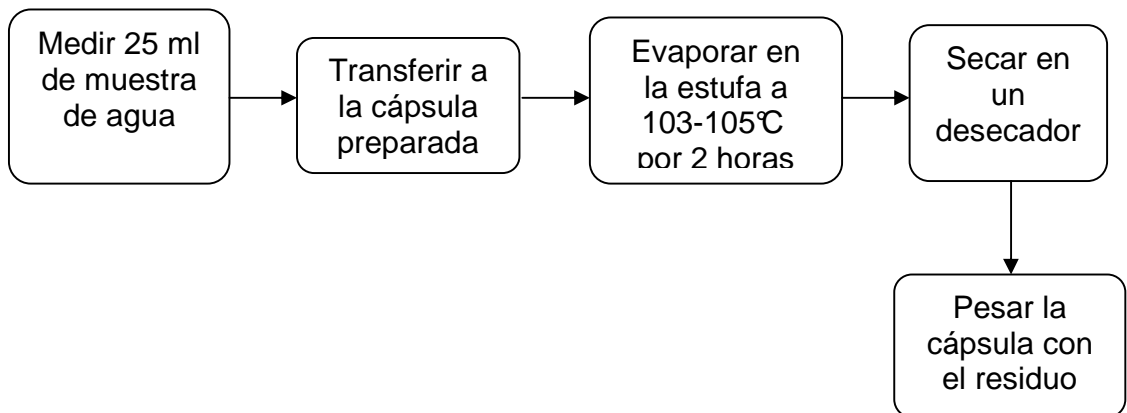 Medir 25 ml
de muestra
de agua
Transferir a
la cápsula
preparada
Evaporar en
la estufa a
103-105℃
por 2 horas
Secar en
un
desecador
Pesar la
cápsula con
el residuo